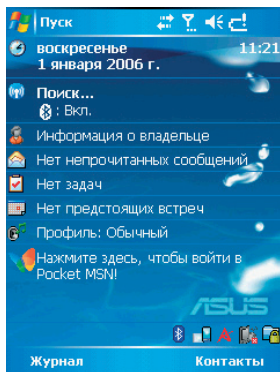 Пуск
воскресенье 11:21
1 января 2006 г.
Поиск...
: Вкл.
Информация о владельце
Нет непрочитанных сообщений
Нет задач
Нет предстоящих встреч
Профиль: Обычный
Нажмите здесь, чтобы войти в
Pocket MSN!
ASUS
Журнал Контакты